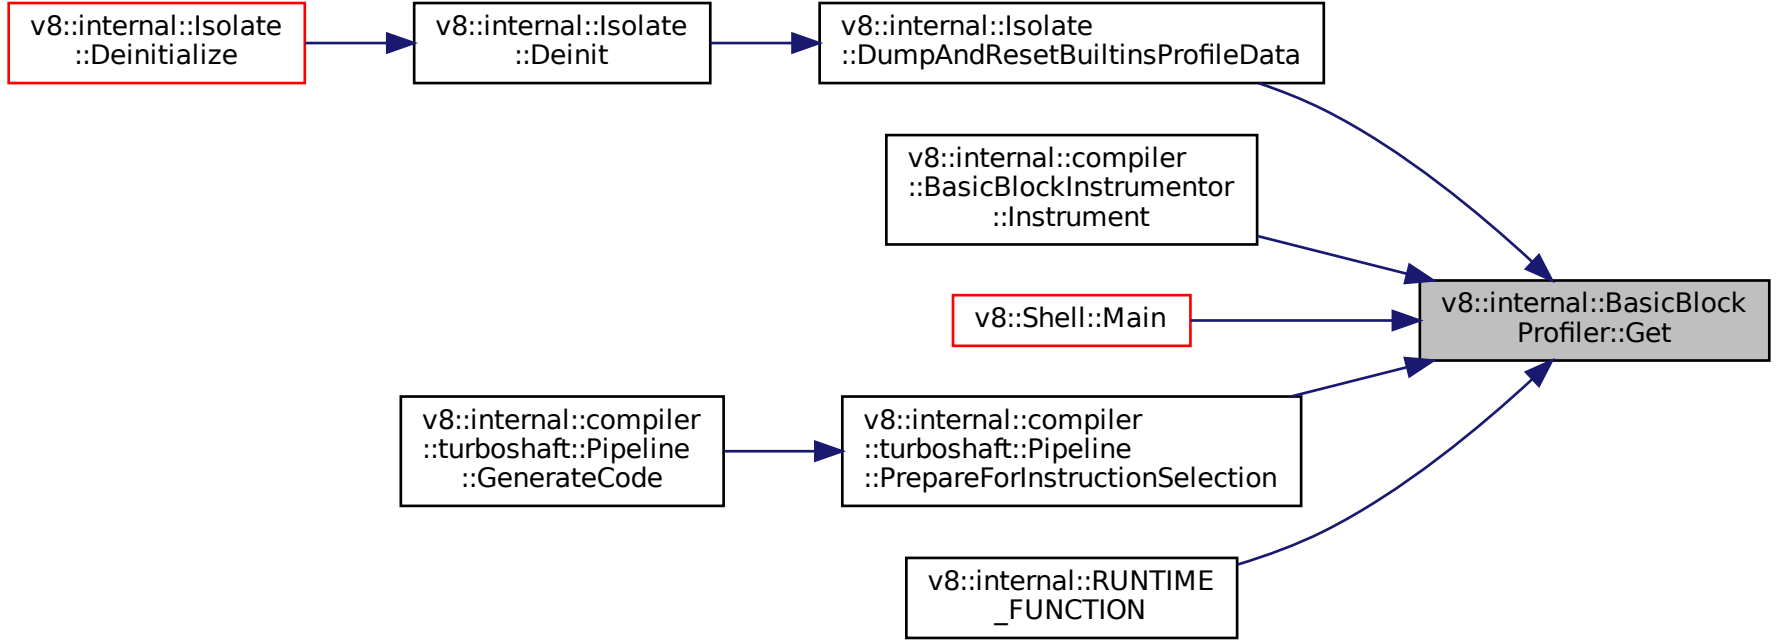 v8::internal::Isolate
::Deinitialize
v8::internal::Isolate
::Deinit
v8::internal::Isolate
::DumpAndResetBuiltinsProfileData
v8::internal::compiler
::BasicBlockInstrumentor
::Instrument
v8::internal::BasicBlock
Profiler::Get
v8::Shell::Main
v8::internal::compiler
::turboshaft::Pipeline
::GenerateCode
v8::internal::compiler
::turboshaft::Pipeline
::PrepareForInstructionSelection
v8::internal::RUNTIME
_FUNCTION